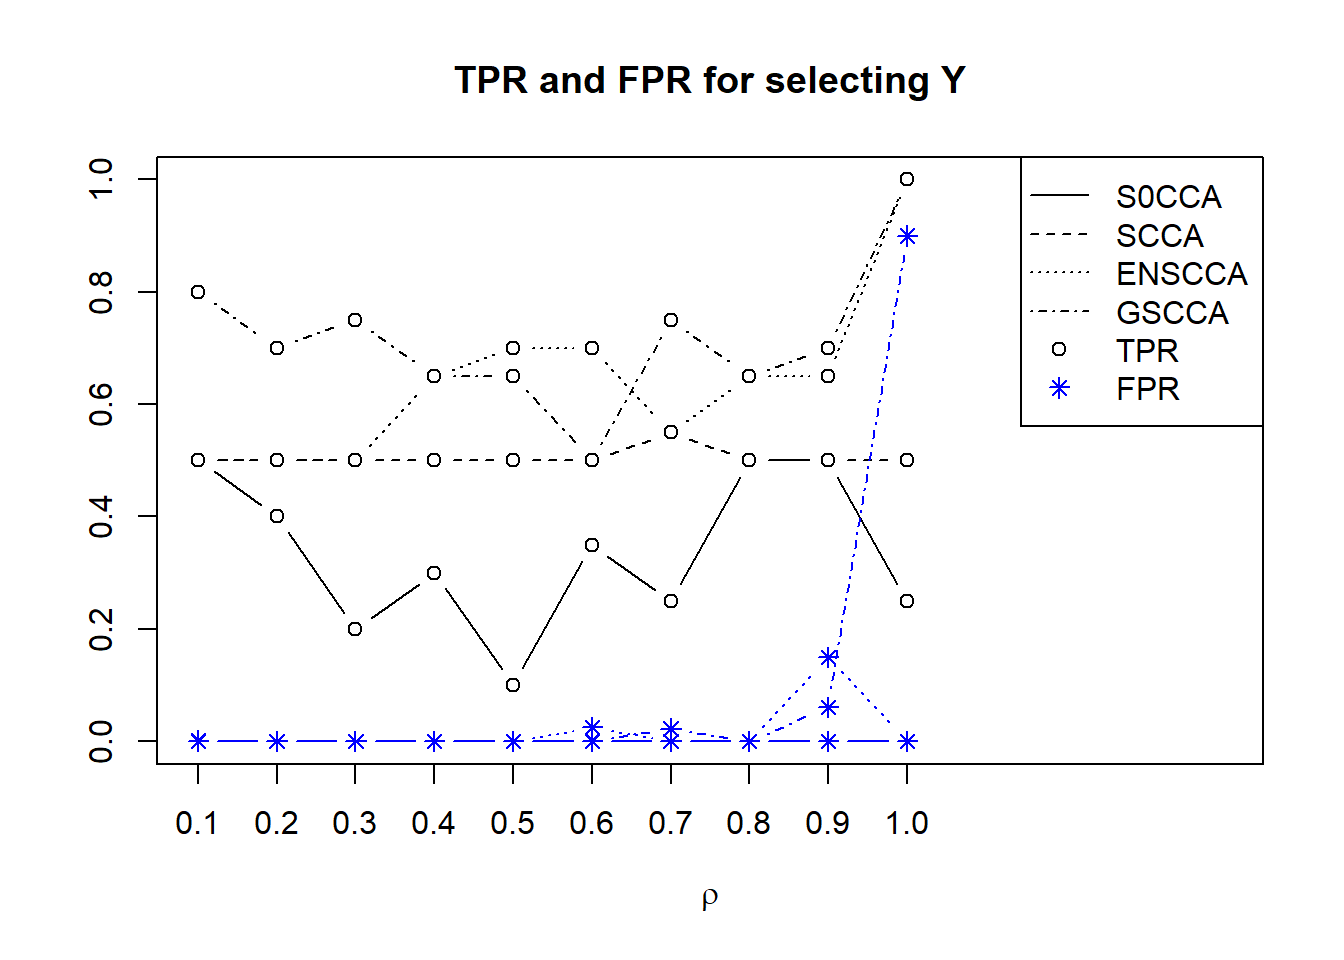 TPR and FPR for selecting Y
1.0
0.8
0.6
0.4
0.2
0.0
S0CCA
SCCA
ENSCCA
GSCCA
TPR
FPR
0.1 0.2 0.3 0.4 0.5 0.6 0.7 0.8 0.9 1.0
ρ